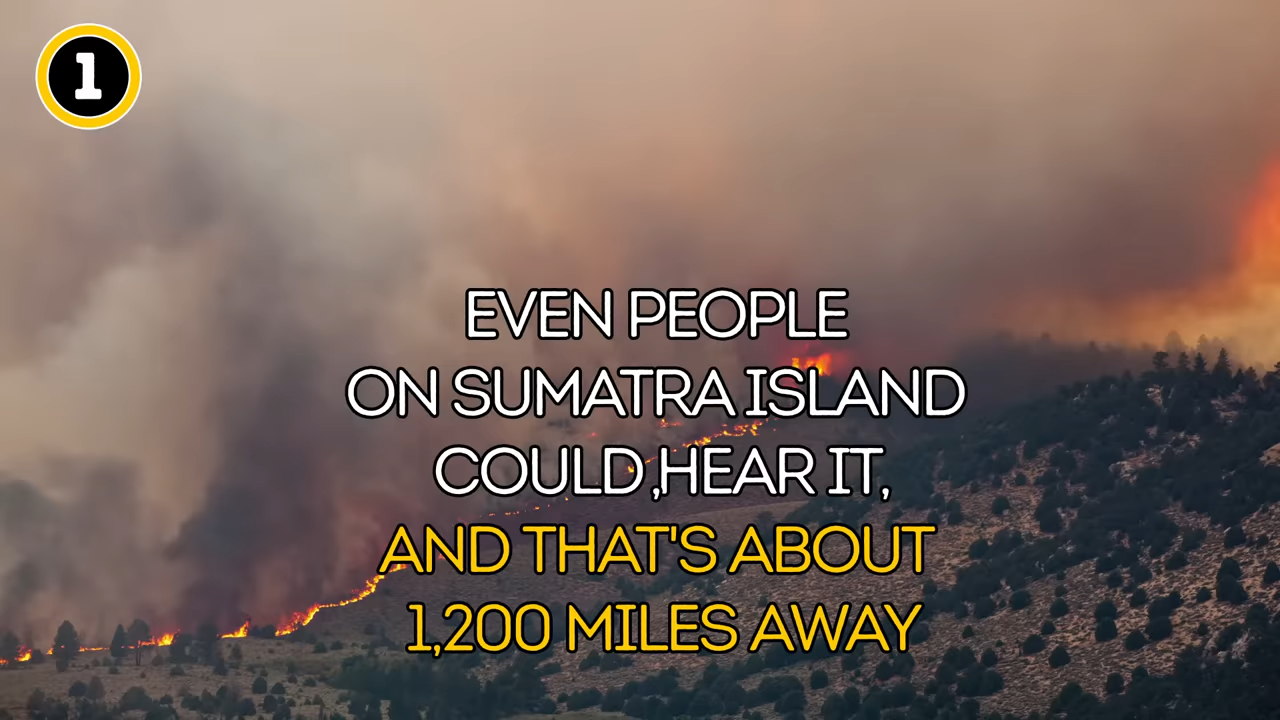 1
EVEN PEOPLE
ON SUMATRA ISLAND
COULD ,HEAR IT,
AND THAT'S ABOUT
1,200 MILES AWAY